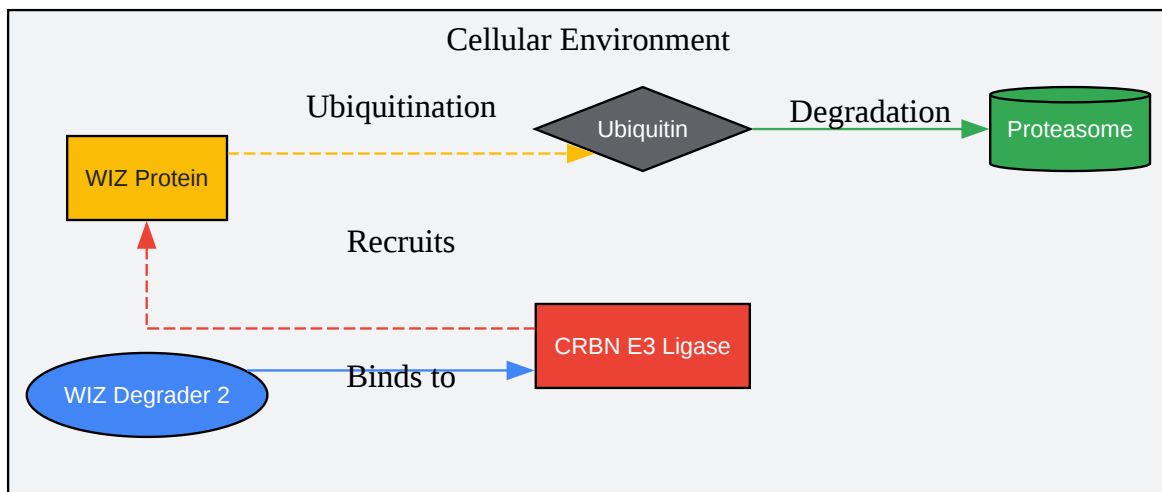 Cellular Environment
Ubiquitination
Ubiquitin
Degradation
Proteasome
WIZ Protein
Recruits
CRBN E3 Ligase
Binds to
WIZ Degrader 2